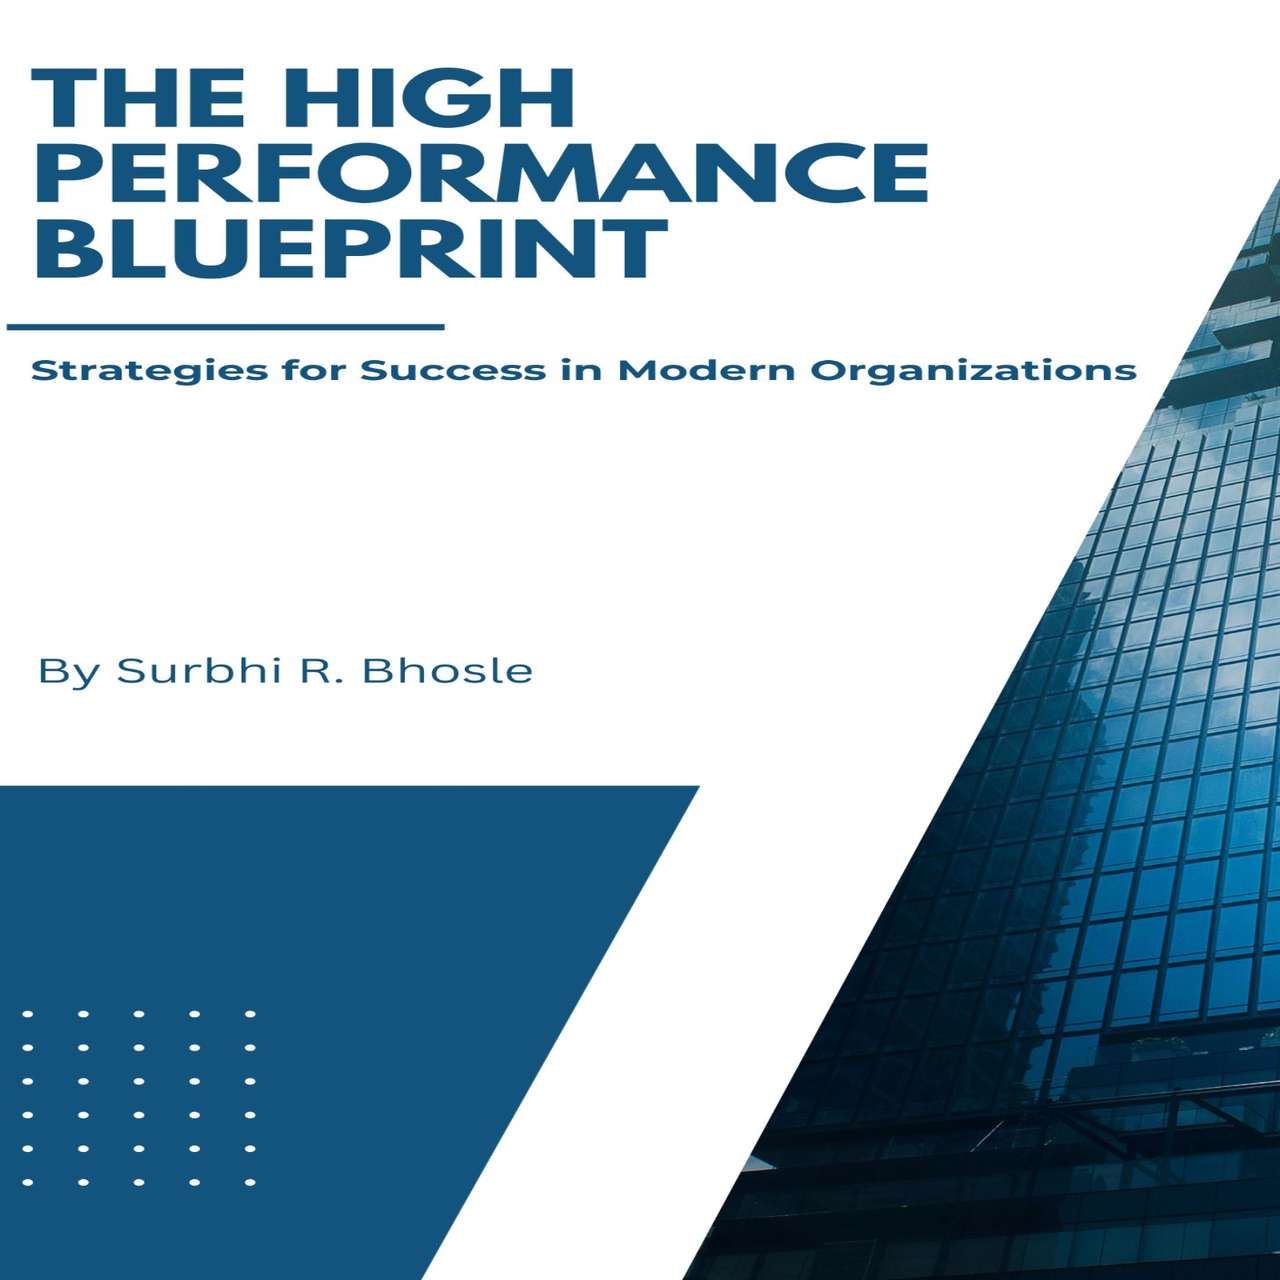 THE HIGH
PERFORMANCE
BLUEPRINT
Strategies for Success in Modern Organizations
By Surbhi R. Bhosle